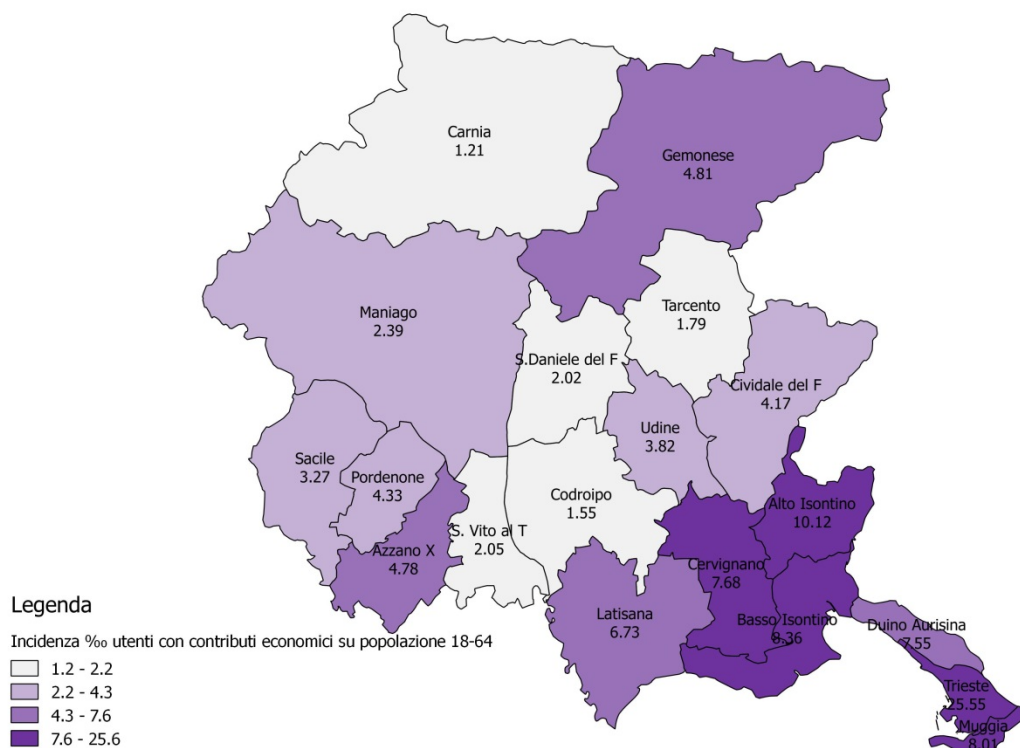 Carnia
1.21
Gemonese
4.81
Maniago
2.39
Tarcento
1.79
S.Daniele del F
2.02
Cividale del F
4.17
Udine
3.82
Sacile
3.27
Pordenone
4.33
Codroipo
1.55
Alto Isontino
10.12
S. Vito al T
2.05
Azzano X
4.78
Cervignano
7.68
Latisana
6.73
Basso Isontino
8.36
Duino Aurisina
7.55
Trieste
25.55
Muggia
8.01
Legenda
Incidenza ‰ utenti con contributi economici su popolazione 18-64
1.2 - 2.2
2.2 - 4.3
4.3 - 7.6
7.6 - 25.6